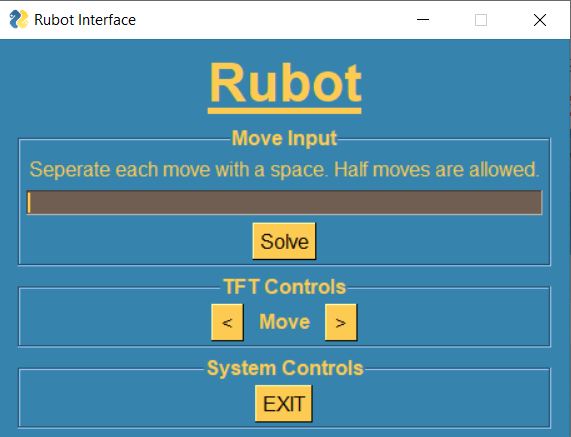 Rubot Interface
Rubot
Move Input
Seperate each move with a space. Half moves are allowed.
Solve
TFT Controls
< Move >
System Controls
EXIT